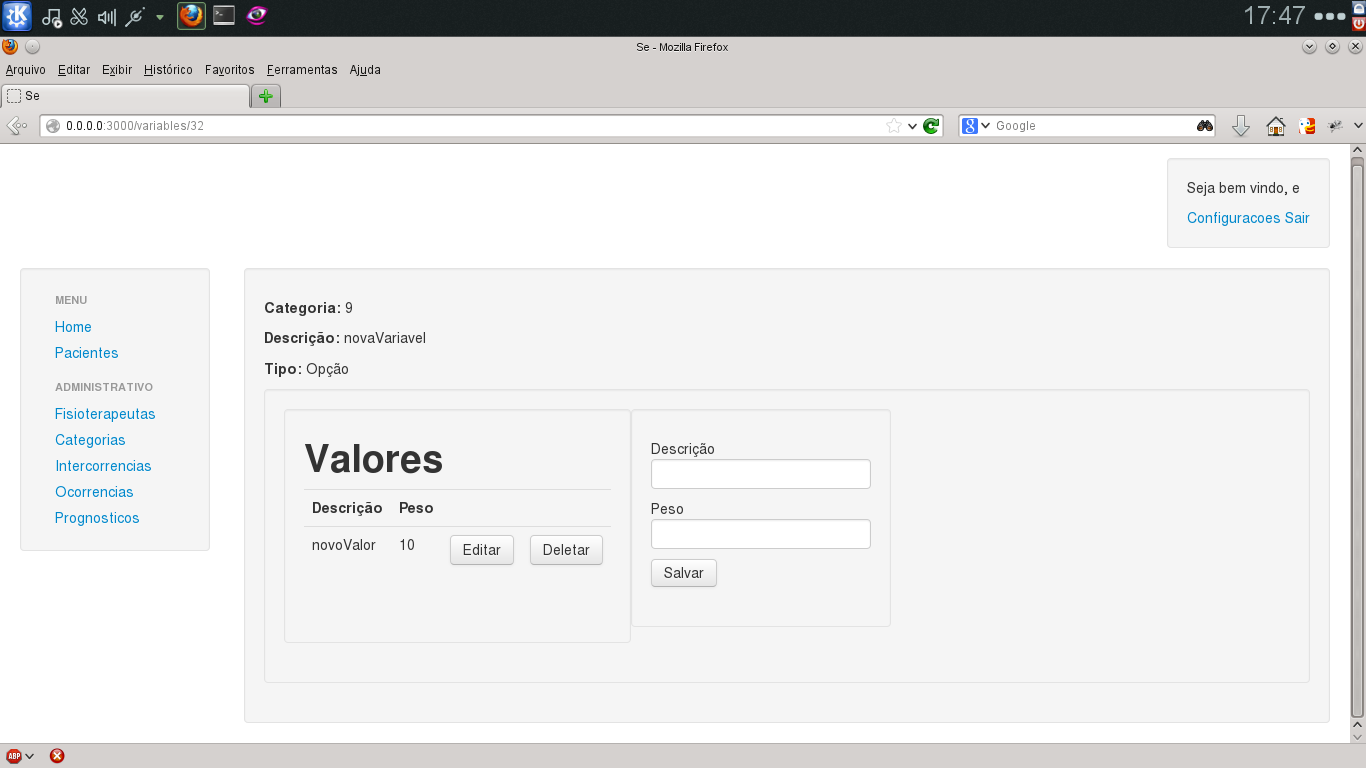 17:47
Se - Mozilla Firefox
Arquivo Editar Exibir Histórico Favoritos Ferramentas Ajuda
Se
0.0.0.0:3000/variables/32
Google
Seja bem vindo, e
Configuracoes Sair
MENU
Home
Pacientes
ADMINISTRATIVO
Fisioterapeutas
Categorias
Intercorrencias
Ocorrencias
Prognosticos
Categoria: 9
Descrição: novaVariavel
Tipo: Opção
Valores
Descrição Peso
novoValor 10 Editar Deletar
Descrição
Peso
Salvar
ABP